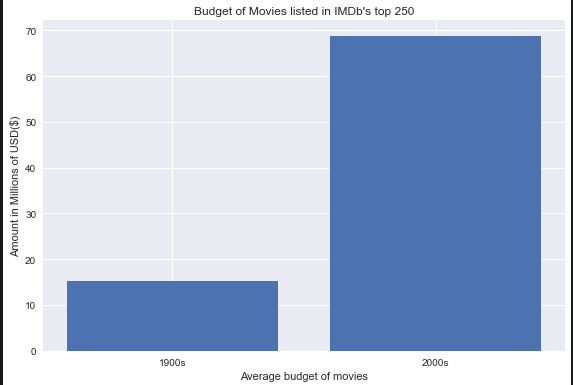 Budget of Movies listed in IMDb's top 250
Amount in Millions of USD($)
70
60
50
40
30
20
10
0
1900s
2000s
Average budget of movies